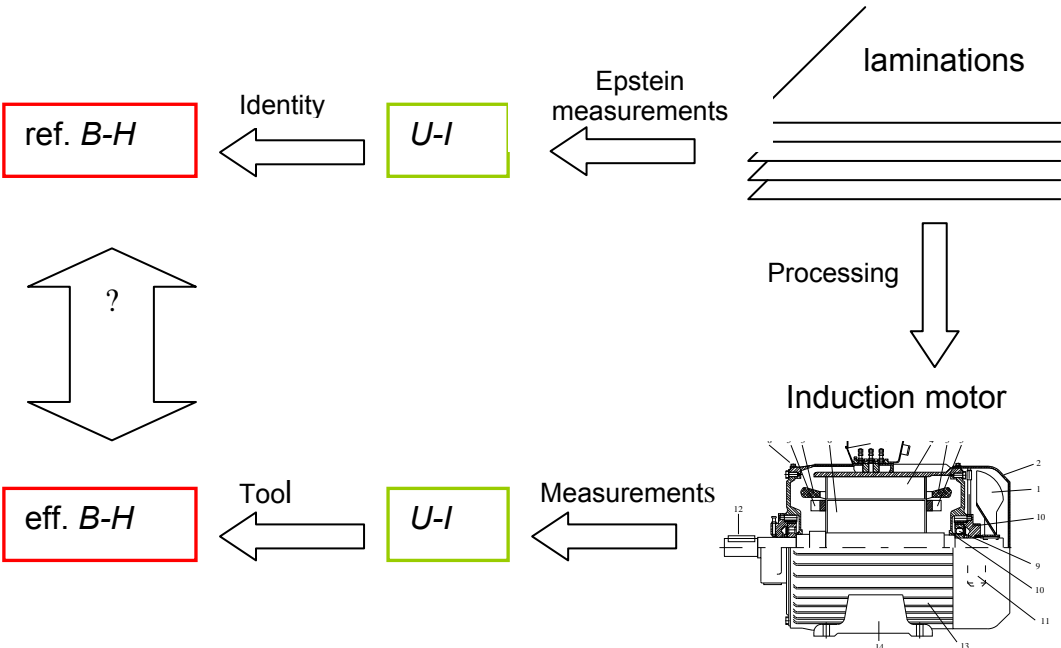 laminations
Epstein
measurements
Identity
ref. B-H
U-I
Processing
?
Induction motor
eff. B-H
Tool
U-I
Measurements
2
1
12
10
9
10
11
13
14